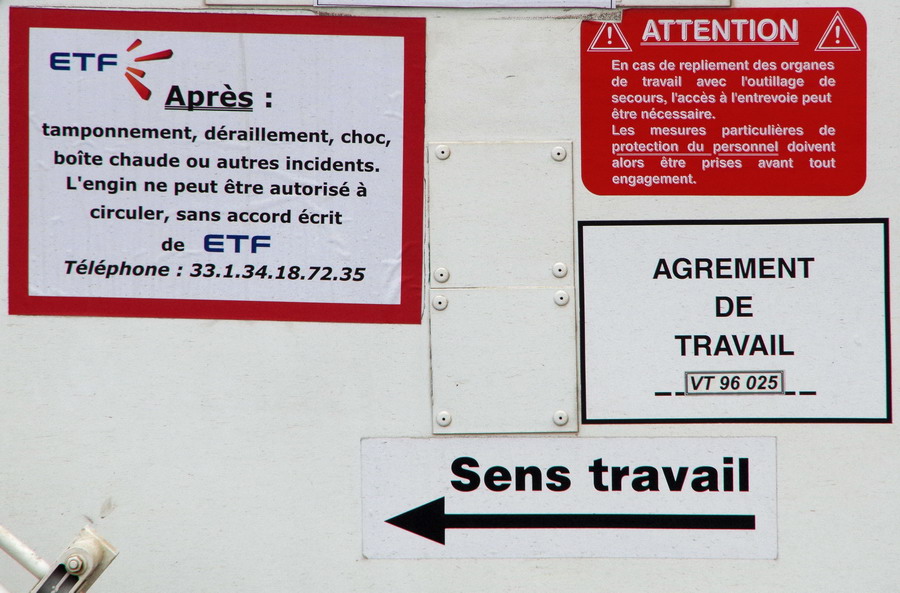 ETF
Après :
tamponnement, déraillement, choc,
boîte chaude ou autres incidents.
L'engin ne peut être autorisé à
circuler, sans accord écrit
de ETF
Téléphone : 33.1.34.18.72.35
ATTENTION
En cas de repliement des organes
de travail avec l'outillage de
secours, l'accès à l'entrevoie peut
être nécessaire.
Les mesures particulières de
protection du personnel doivent
alors être prises avant tout
engagement.
AGREMENT
DE
TRAVAIL
VT 96 025
Sens travail